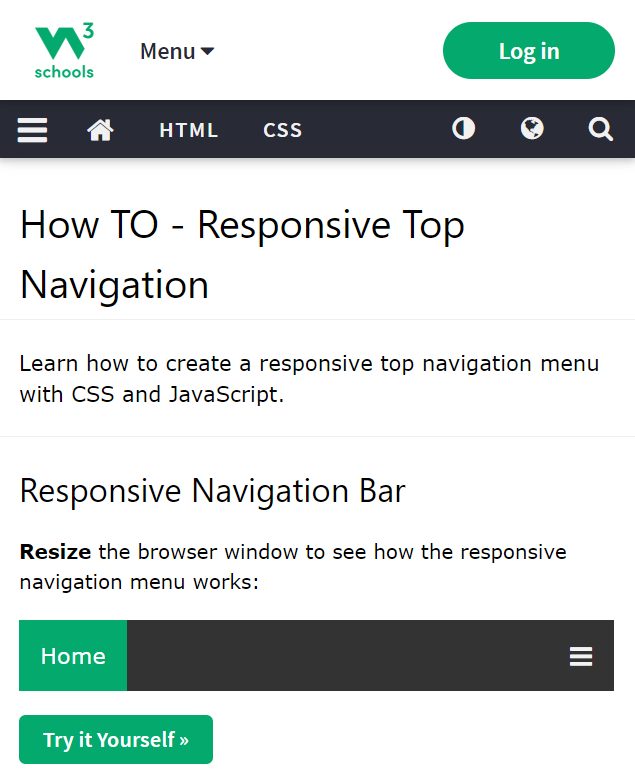 3
schools
Menu
Log in
HTML CSS
How TO - Responsive Top
Navigation
Learn how to create a responsive top navigation menu
with CSS and JavaScript.
Responsive Navigation Bar
Resize the browser window to see how the responsive
navigation menu works:
Home
Try it Yourself »